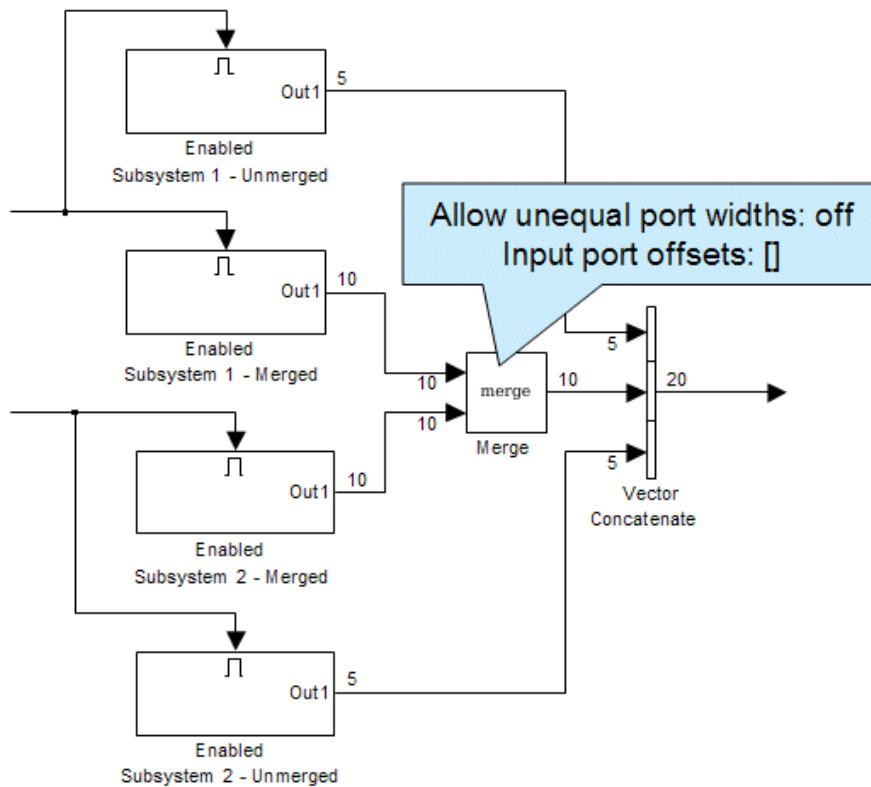 Out1
5
Enabled
Subsystem 1 - Unmerged
Allow unequal port widths: off
Input port offsets: []
Out1
10
Enabled
Subsystem 1 - Merged
10
10
merge
Merge
10
5
20
5
Vector
Concatenate
Out1
10
Enabled
Subsystem 2 - Merged
Out1
5
Enabled
Subsystem 2 - Unmerged